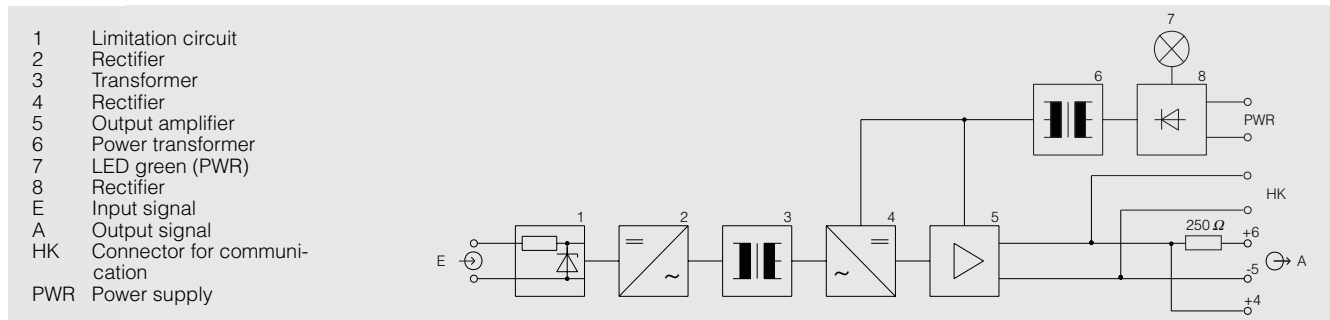 1 Limitation circuit
2 Rectifier
3 Transformer
4 Rectifier
5 Output amplifier
6 Power transformer
7 LED green (PWR)
8 Rectifier
E Input signal
A Output signal
HK Connector for communi-
cation
PWR Power supply
7
6
8
PWR
HK
1
2
3
4
5
250 Ω
+6
E
A
-5
+4